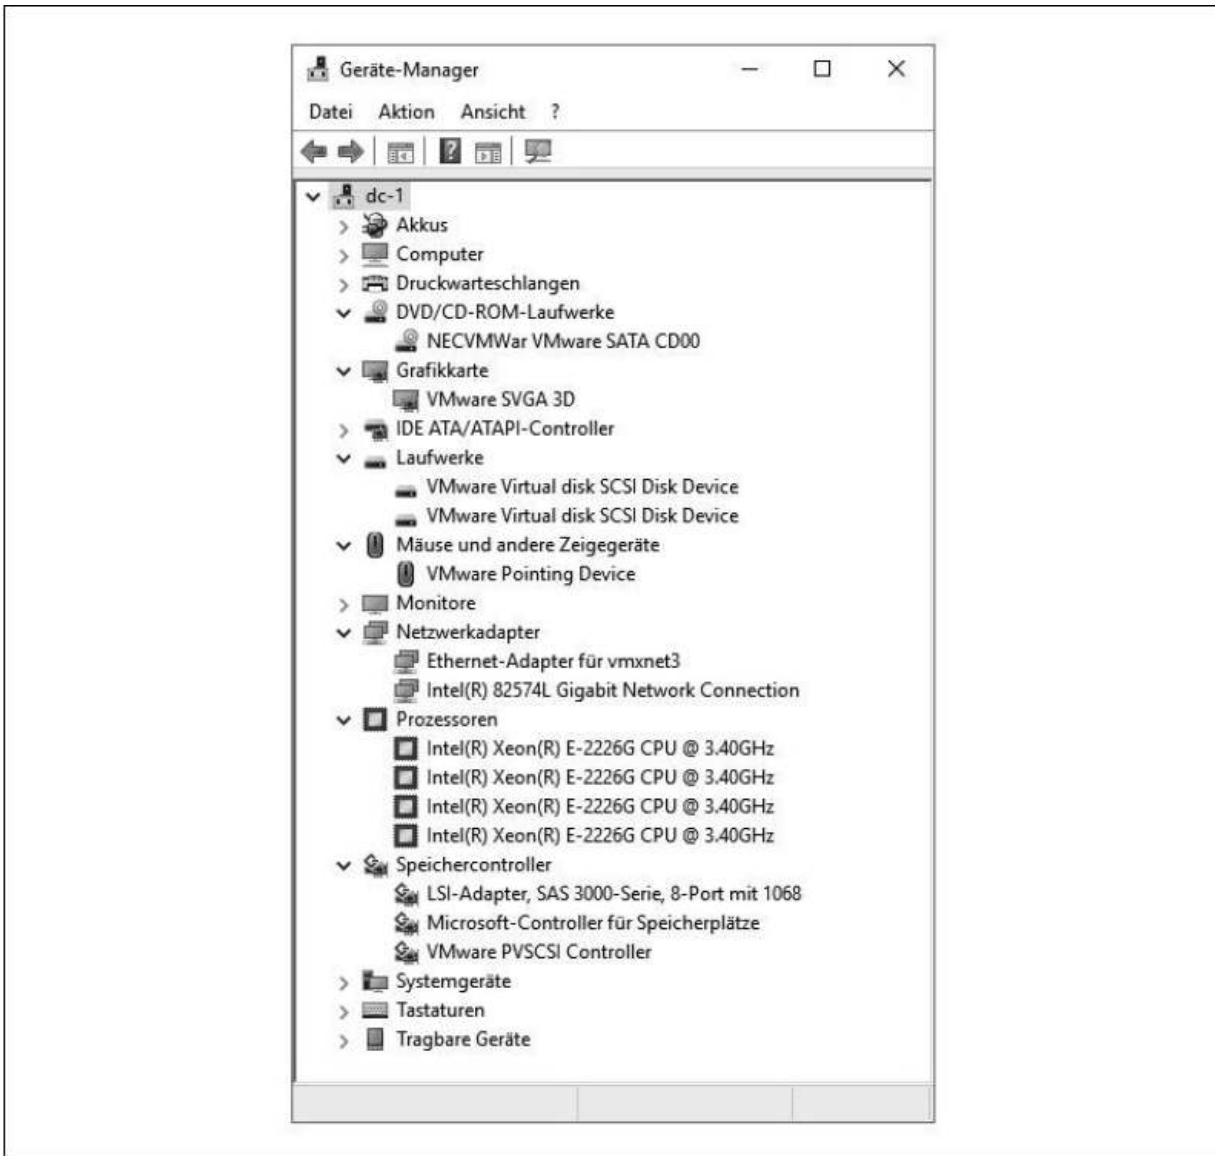 Geräte-Manager
Datei Aktion Ansicht ?
dc-1
Akkus
Computer
Druckwarteschlangen
DVD/CD-ROM-Laufwerke
NECVMWar VMware SATA CD00
Grafikkarte
VMware SVGA 3D
IDE ATA/ATAPI-Controller
Laufwerke
VMware Virtual disk SCSI Disk Device
VMware Virtual disk SCSI Disk Device
Mäuse und andere Zeigegeräte
VMware Pointing Device
Monitore
Netzwerkadapter
Ethernet-Adapter für vmxnet3
Intel(R) 82574L Gigabit Network Connection
Prozessoren
Intel(R) Xeon(R) E-2226G CPU @ 3.40GHz
Intel(R) Xeon(R) E-2226G CPU @ 3.40GHz
Intel(R) Xeon(R) E-2226G CPU @ 3.40GHz
Intel(R) Xeon(R) E-2226G CPU @ 3.40GHz
Speichercontroller
LSI-Adapter, SAS 3000-Serie, 8-Port mit 1068
Microsoft-Controller für Speicherplätze
VMware PVSCSI Controller
Systemgeräte
Tastaturen
Tragbare Geräte